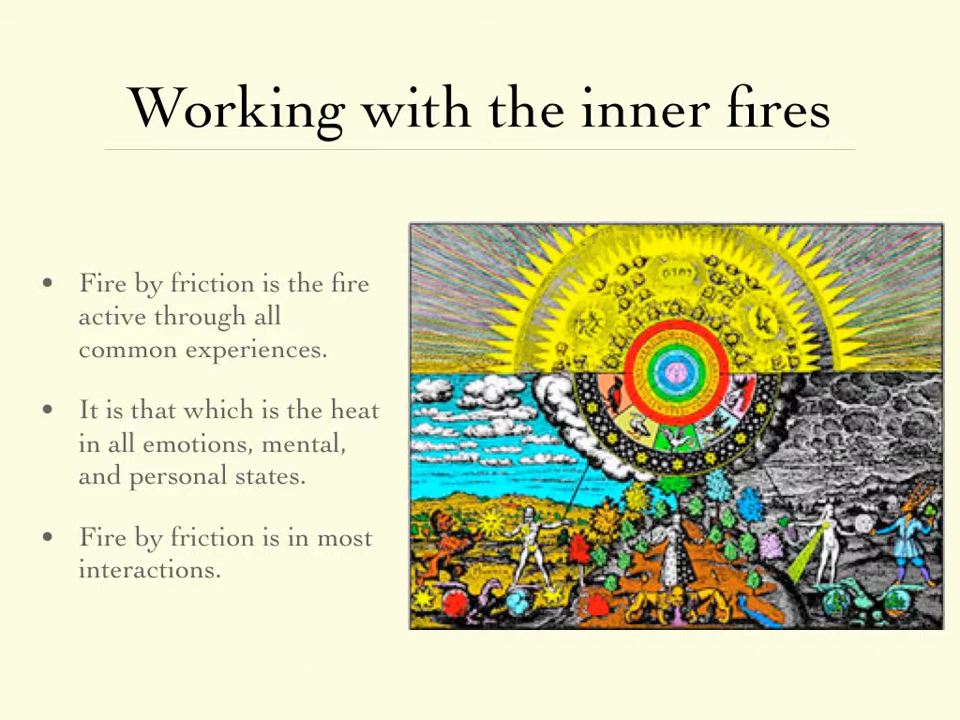 Working with the inner fires
• Fire by friction is the fire
active through all
common experiences.
• It is that which is the heat
in all emotions, mental,
and personal states.
• Fire by friction is in most
interactions.